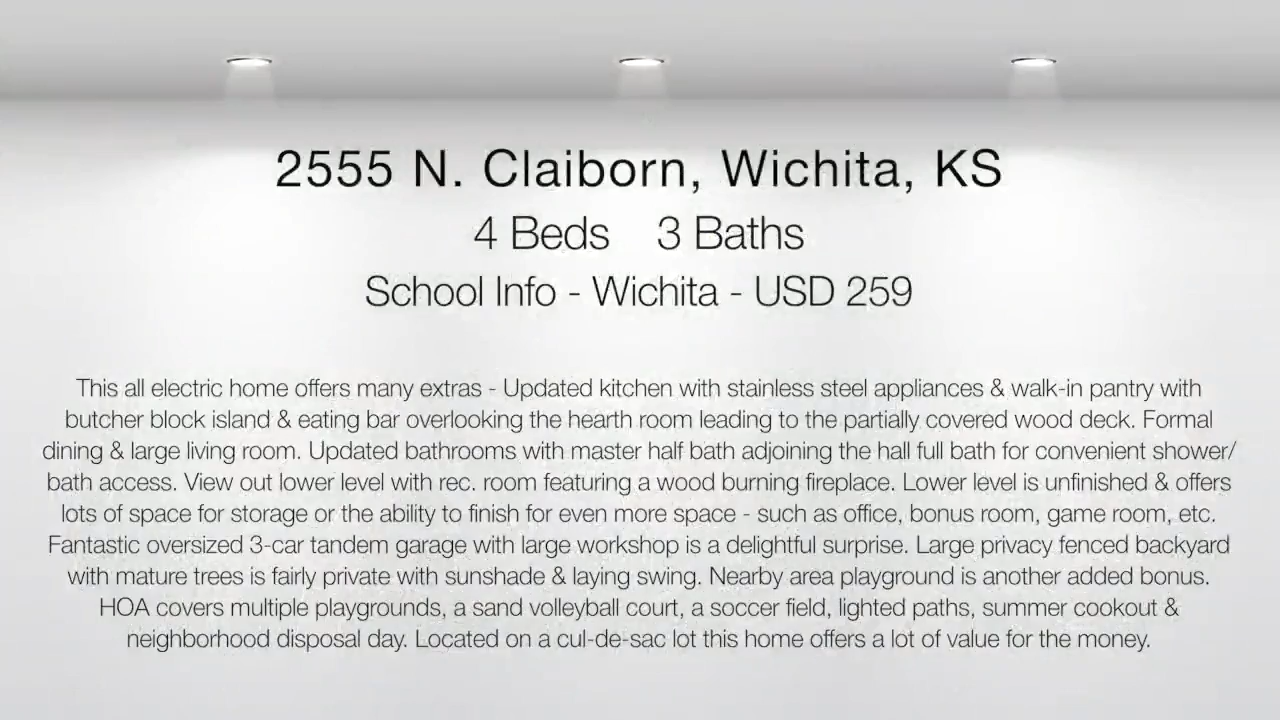 2555 N. Claiborn, Wichita, KS
4 Beds 3 Baths
School Info - Wichita - USD 259
This all electric home offers many extras - Updated kitchen with stainless steel appliances & walk-in pantry with
butcher block island & eating bar overlooking the hearth room leading to the partially covered wood deck. Formal
dining & large living room. Updated bathrooms with master half bath adjoining the hall full bath for convenient shower/
bath access. View out lower level with rec. room featuring a wood burning fireplace. Lower level is unfinished & offers
lots of space for storage or the ability to finish for even more space - such as office, bonus room, game room, etc.
Fantastic oversized 3-car tandem garage with large workshop is a delightful surprise. Large privacy fenced backyard
with mature trees is fairly private with sunshade & laying swing. Nearby area playground is another added bonus.
HOA covers multiple playgrounds, a sand volleyball court, a soccer field, lighted paths, summer cookout &
neighborhood disposal day. Located on a cul-de-sac lot this home offers a lot of value for the money.